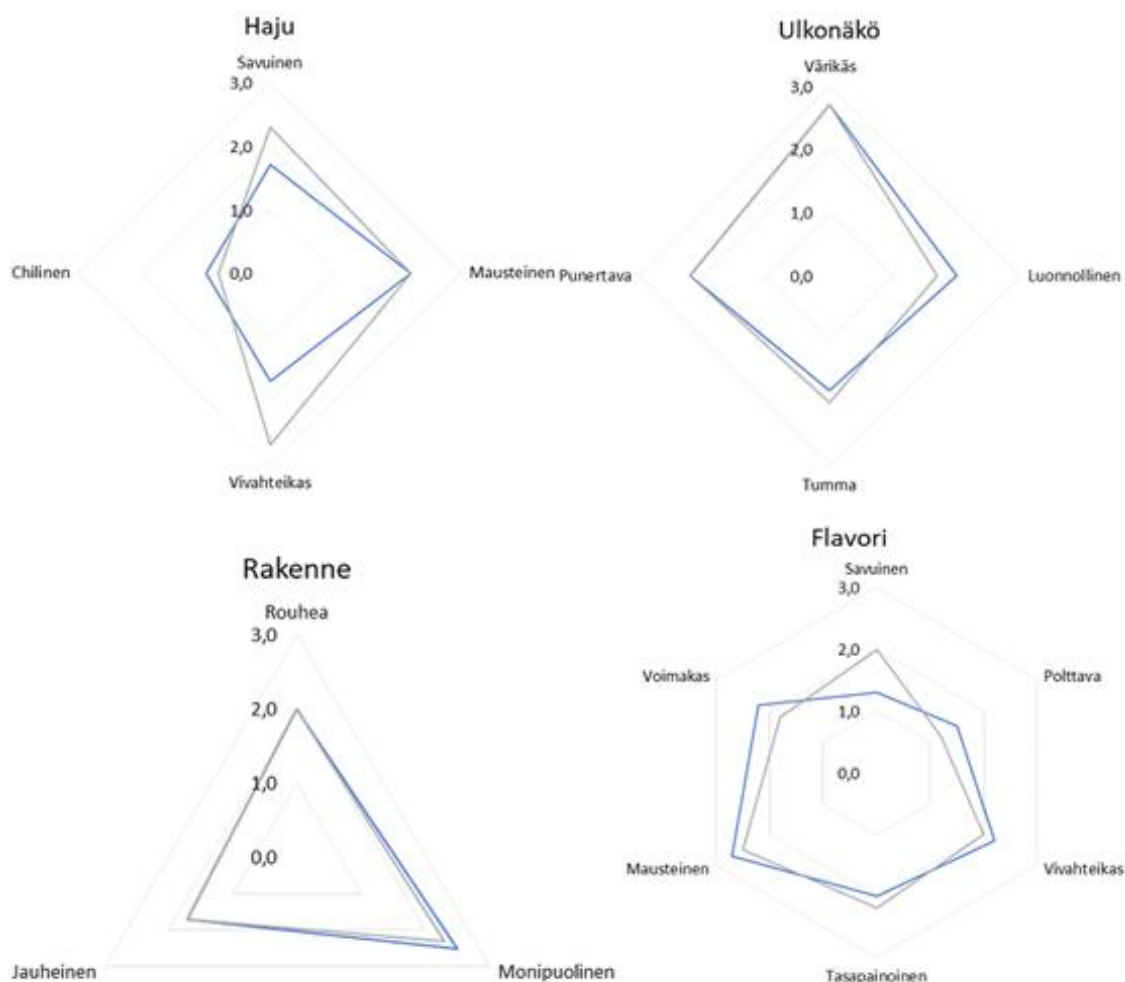 Haju
Savuinen
3,0
2,0
1,0
0,0
Chilinen
Mausteinen
Vivahteikas
Ulkonäkö
Värikäs
3,0
2,0
1,0
0,0
Punertava
Luonnollinen
Tumma
Rakenne
Rouhea
3,0
2,0
1,0
0,0
Jauheinen
Monipuolinen
Flavori
Savuinen
3,0
2,0
1,0
0,0
Voimakas
Polttava
Mausteinen
Vivahteikas
Tasapainoinen